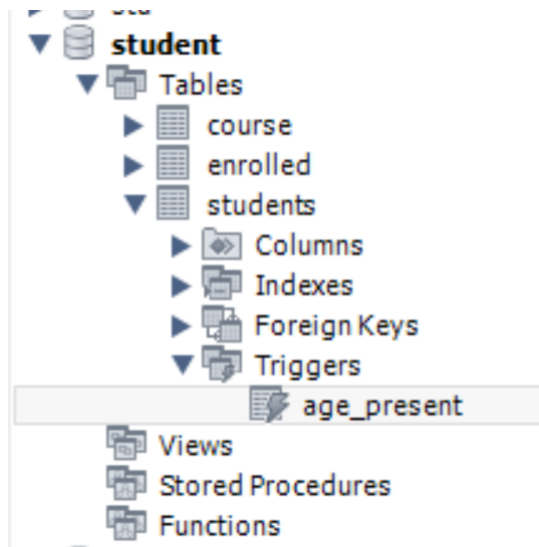 student
Tables
course
enrolled
students
Columns
Indexes
Foreign Keys
Triggers
age_present
Views
Stored Procedures
Functions